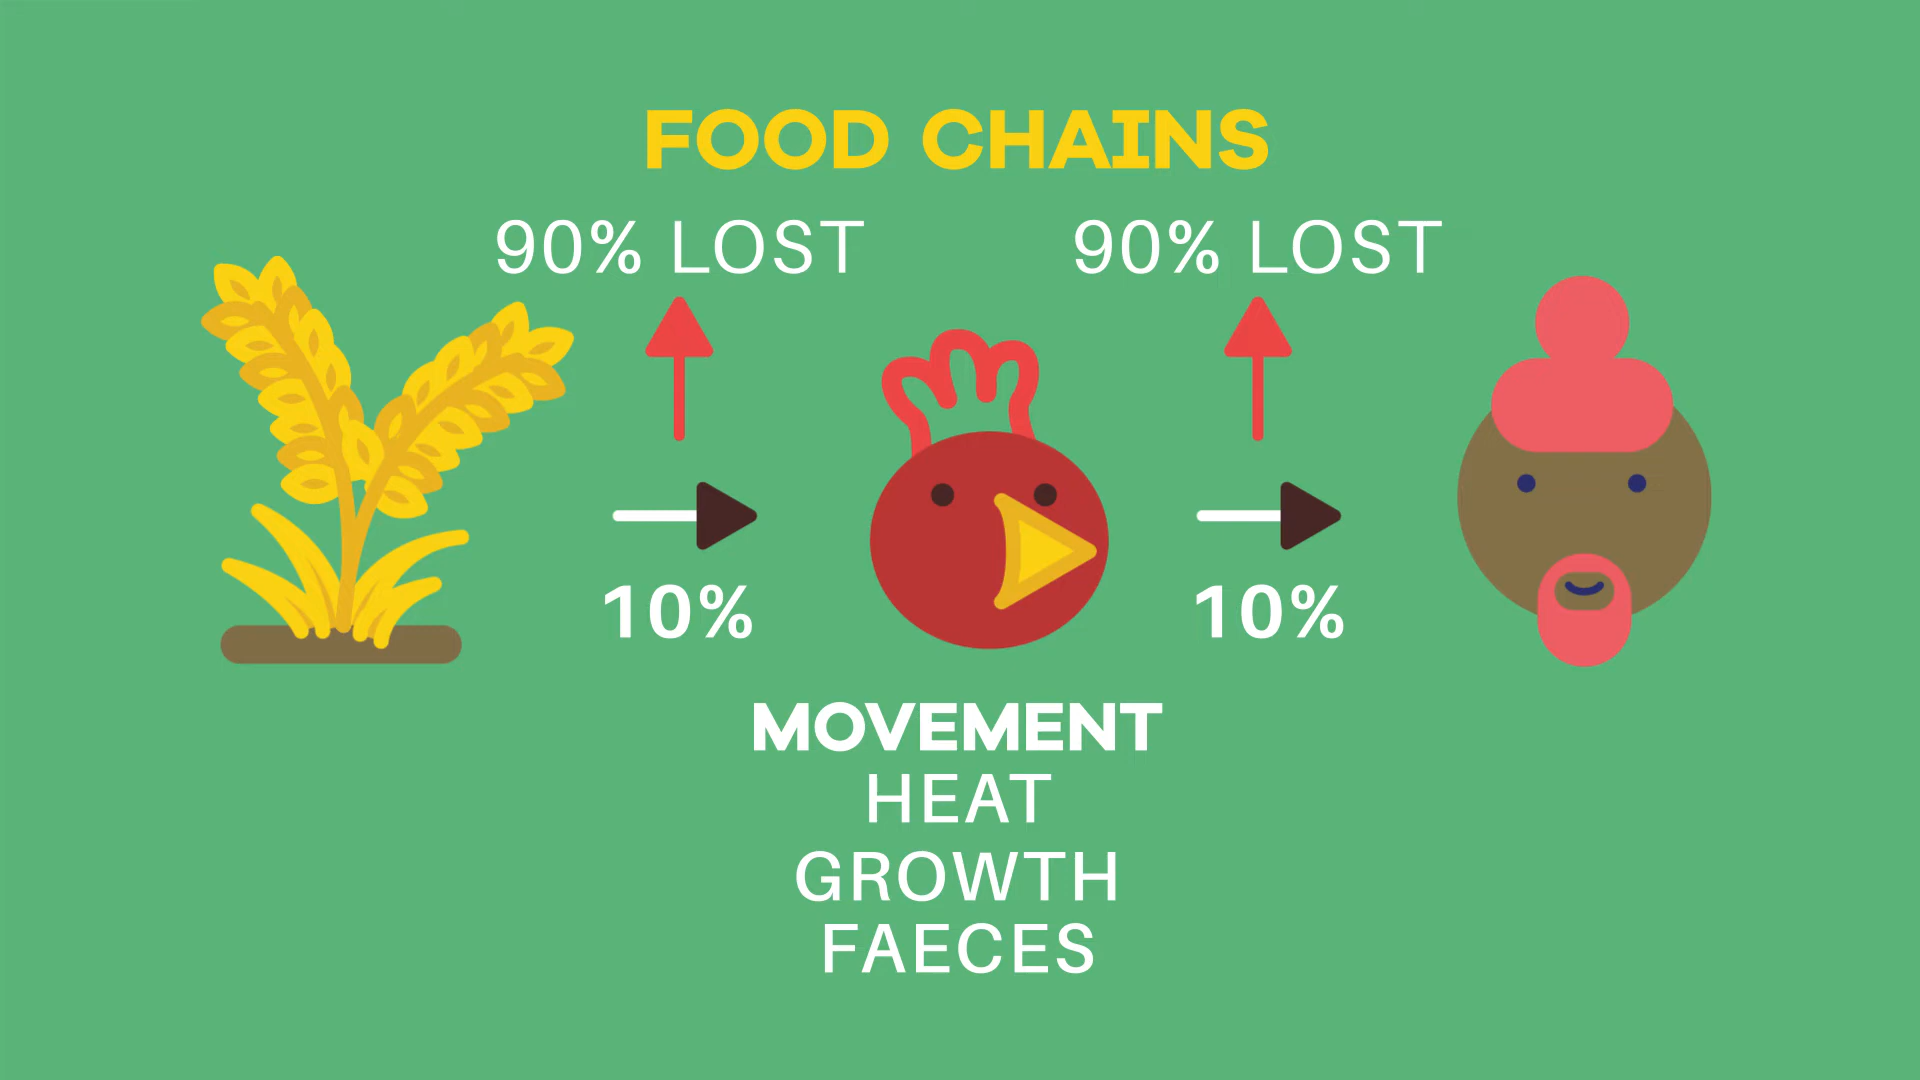 FOOD CHAINS
90% LOST
90% LOST
10%
10%
MOVEMENT
HEAT
GROWTH
FAECES